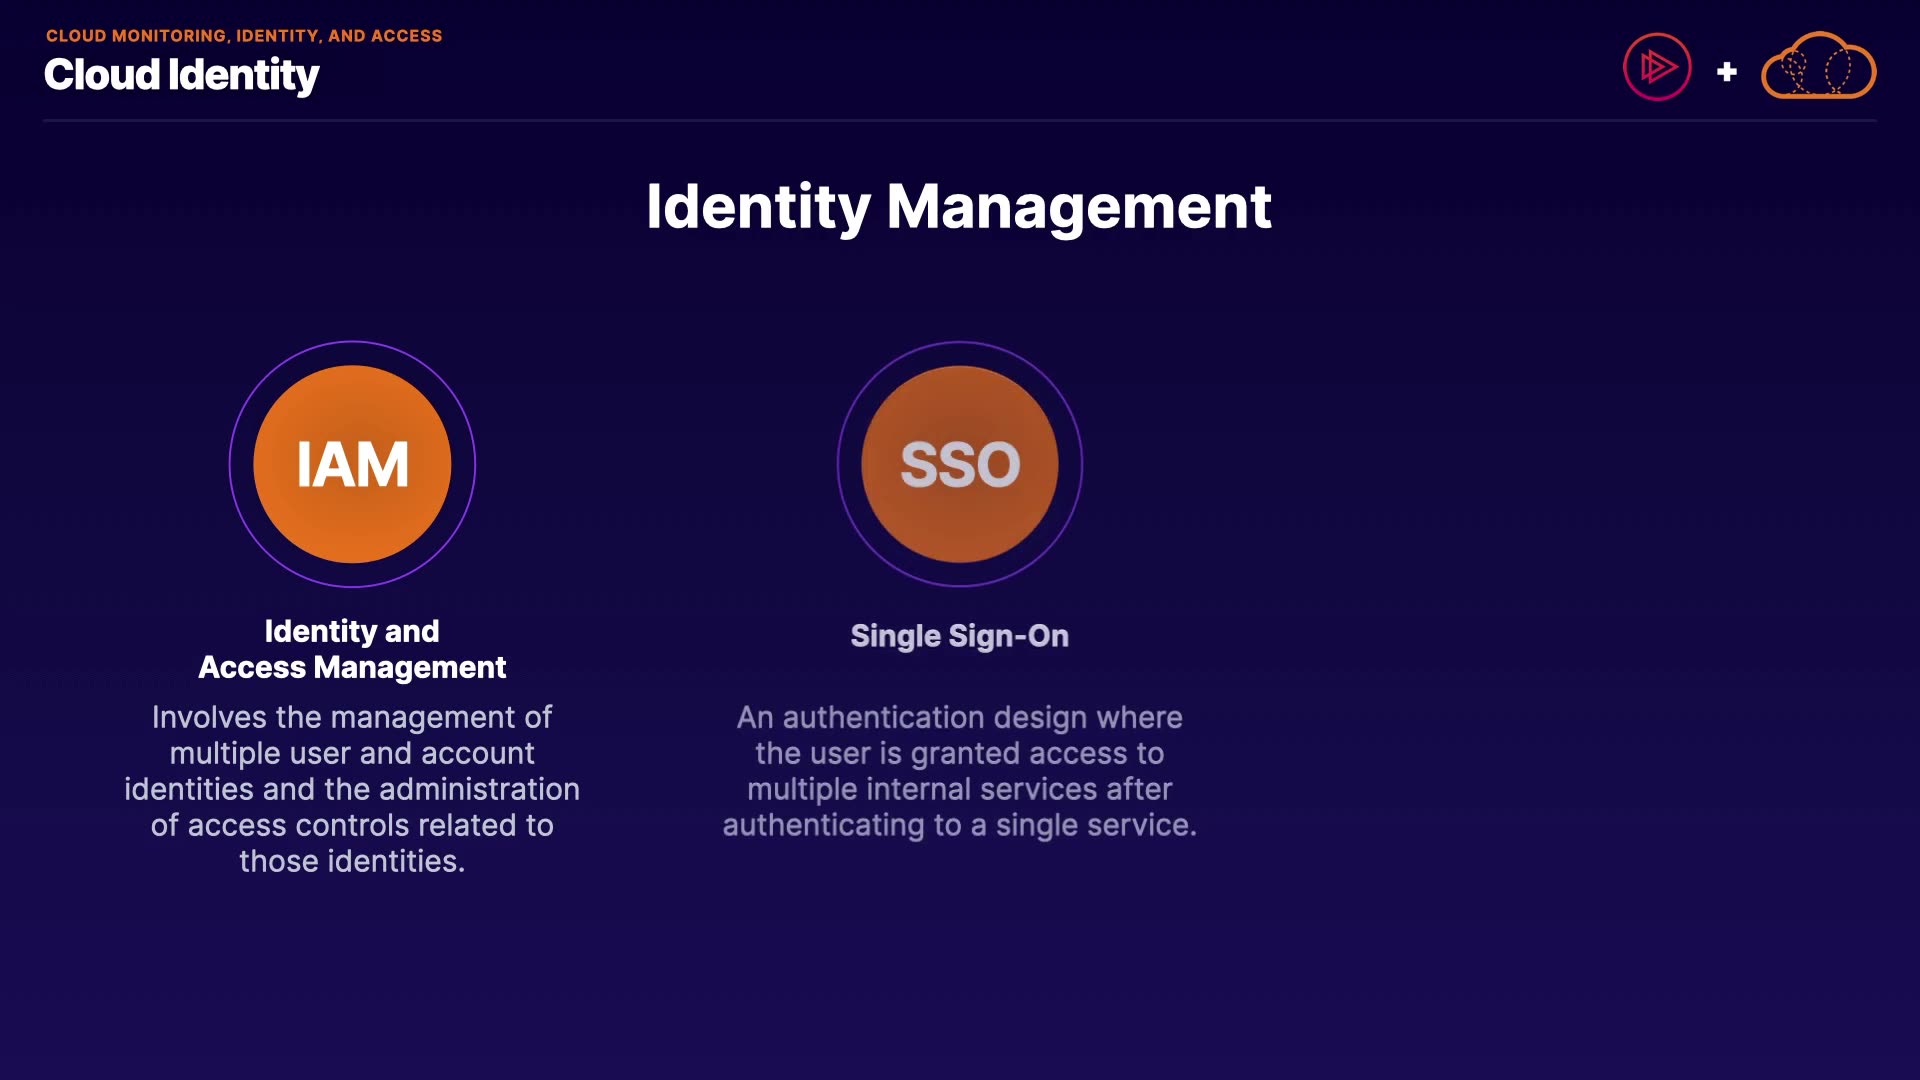 CLOUD MONITORING, IDENTITY, AND ACCESS
Cloud Identity
+
Identity Management
IAM
Identity and
Access Management
Involves the management of
multiple user and account
identities and the administration
of access controls related to
those identities.
SSO
Single Sign-On
An authentication design where
the user is granted access to
multiple internal services after
authenticating to a single service.